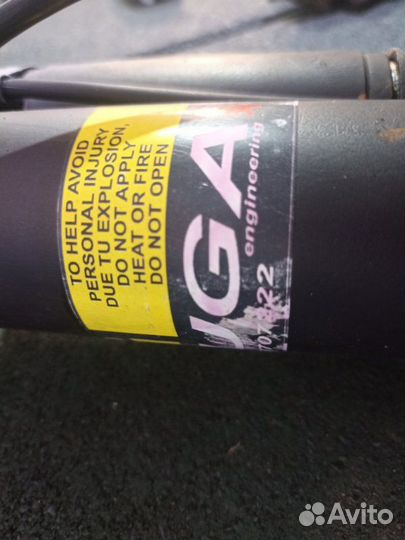 TO HELP AVOID
PERSONAL INJURY
DUE TU EXPLOSION,
DO NOT APPLY
HEAT OR FIRE
DO NOT OPEN
UGA
engineering
Avito